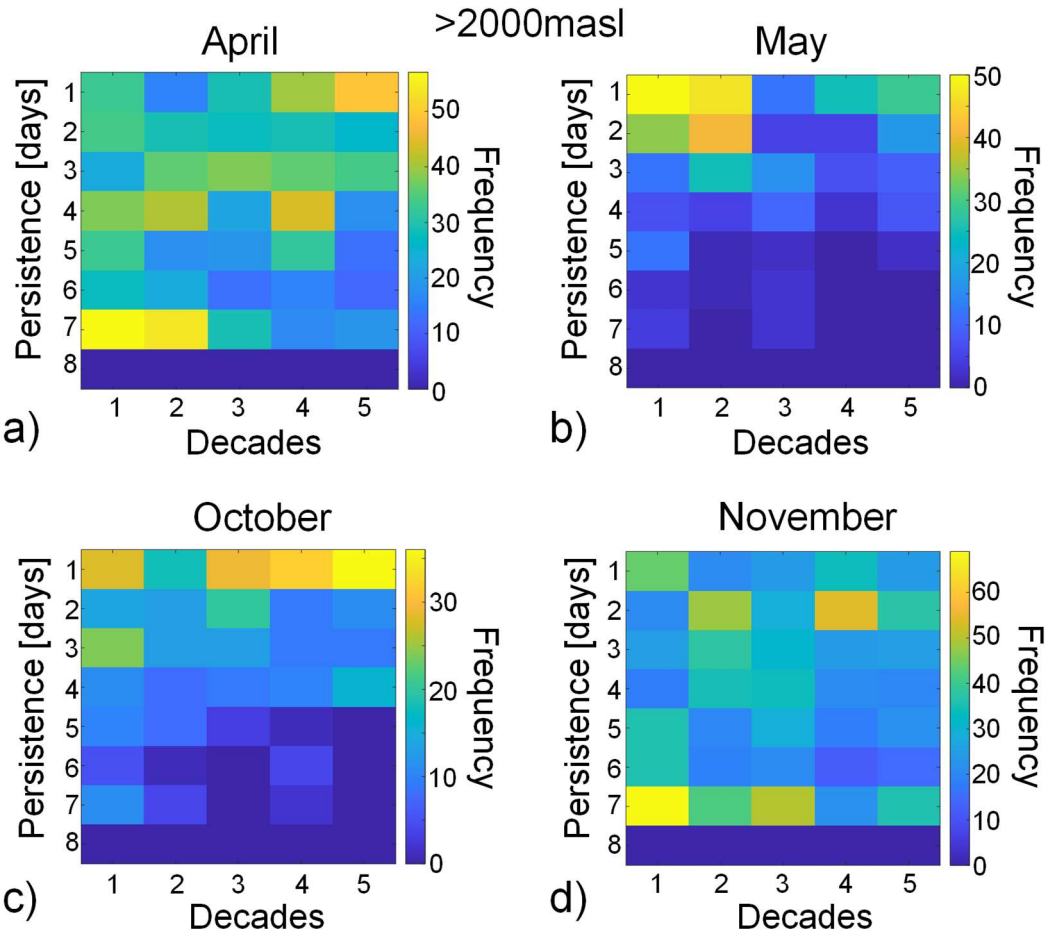 >2000masl
April
Persistence [days]
1
2
3
4
5
6
7
8
1 2 3 4 5
Decades
50
40
30
20
10
0
Frequency
a)
May
Persistence [days]
1
2
3
4
5
6
7
8
1 2 3 4 5
Decades
50
40
30
20
10
0
Frequency
b)
October
Persistence [days]
1
2
3
4
5
6
7
8
1 2 3 4 5
Decades
30
20
10
0
Frequency
c)
November
Persistence [days]
1
2
3
4
5
6
7
8
1 2 3 4 5
Decades
60
50
40
30
20
10
0
Frequency
d)